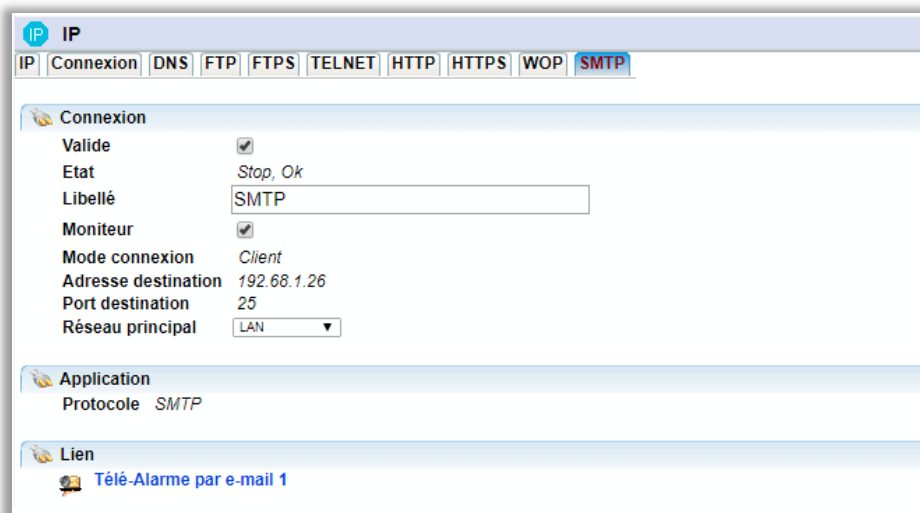 IP IP
IP Connexion DNS FTP FTPS TELNET HTTP HTTPS WOP SMTP
Connexion
Valide
Etat Stop, Ok
Libellé SMTP
Moniteur
Mode connexion Client
Adresse destination 192.68.1.26
Port destination 25
Réseau principal LAN
Application
Protocole SMTP
Lien
Télé-Alarme par e-mail 1